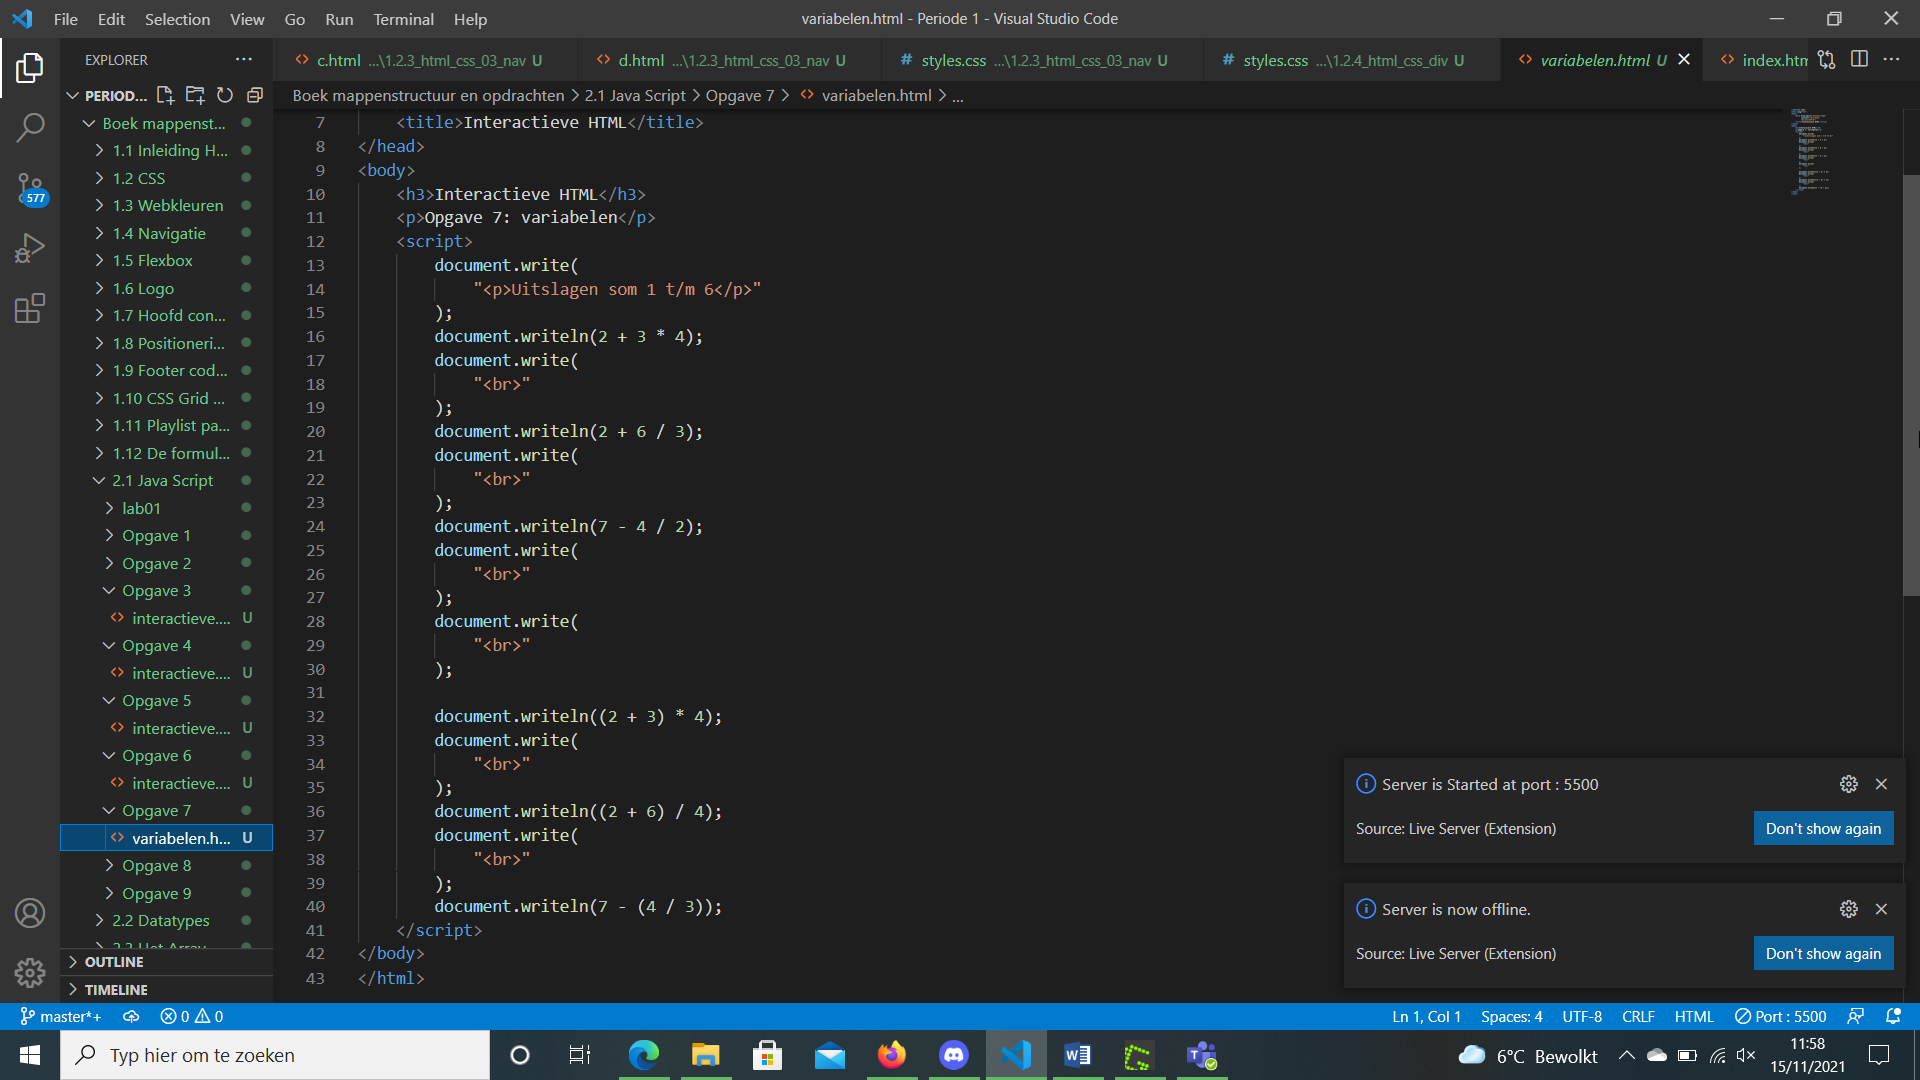 File Edit Selection View Go Run Terminal Help
variabelen.html - Periode 1 - Visual Studio Code
EXPLORER
c.html ...\1.2.3_html_css_03_nav U
d.html ...\1.2.3_html_css_03_nav U
styles.css ...\1.2.3_html_css_03_nav U
styles.css ...\1.2.4_html_css_div U
variabelen.html U
index.htm
PERIOD...
Boek mappenst...
1.1 Inleiding H...
1.2 CSS
1.3 Webkleuren
1.4 Navigatie
1.5 Flexbox
1.6 Logo
1.7 Hoofd con...
1.8 Positioneri...
1.9 Footer cod...
1.10 CSS Grid ...
1.11 Playlist pa...
1.12 De formul...
2.1 Java Script
lab01
Opgave 1
Opgave 2
Opgave 3
interactieve.... U
Opgave 4
interactieve.... U
Opgave 5
interactieve.... U
Opgave 6
interactieve.... U
Opgave 7
variabelen.h... U
Opgave 8
Opgave 9
2.2 Datatypes
2.3 Het Array
OUTLINE
TIMELINE
577
Boek mappenstructuur en opdrachten > 2.1 Java Script > Opgave 7 > variabelen.html > ...
7 <title>Interactieve HTML</title>
8 </head>
9 <body>
10 <h3>Interactieve HTML</h3>
11 <p>Opgave 7: variabelen</p>
12 <script>
13 document.write(
14 "<p>Uitslagen som 1 t/m 6</p>"
15 );
16 document.writeln(2 + 3 * 4);
17 document.write(
18 "<br>"
19 );
20 document.writeln(2 + 6 / 3);
21 document.write(
22 "<br>"
23 );
24 document.writeln(7 - 4 / 2);
25 document.write(
26 "<br>"
27 );
28 document.write(
29 "<br>"
30 );
31
32 document.writeln((2 + 3) * 4);
33 document.write(
34 "<br>"
35 );
36 document.writeln((2 + 6) / 4);
37 document.write(
38 "<br>"
39 );
40 document.writeln(7 - (4 / 3));
41 </script>
42 </body>
43 </html>
Server is Started at port : 5500
Source: Live Server (Extension)
Don't show again
Server is now offline.
Source: Live Server (Extension)
Don't show again
master*+ 0 0
Ln 1, Col 1 Spaces: 4 UTF-8 CRLF HTML Port : 5500
Typ hier om te zoeken
6°C Bewolkt
11:58
15/11/2021